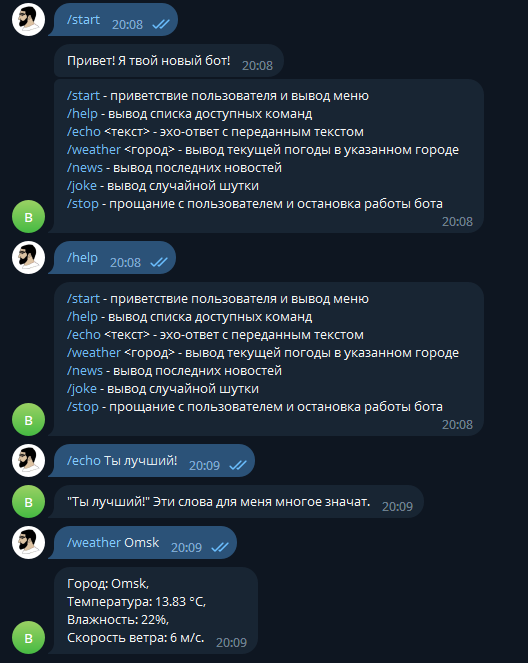 /start 20:08
Привет! Я твой новый бот! 20:08
/start - приветствие пользователя и вывод меню
/help - вывод списка доступных команд
/echo <текст> - эхо-ответ с переданным текстом
/weather <город> - вывод текущей погоды в указанном городе
/news - вывод последних новостей
/joke - вывод случайной шутки
/stop - прощание с пользователем и остановка работы бота
В
20:08
/help 20:08
/start - приветствие пользователя и вывод меню
/help - вывод списка доступных команд
/echo <текст> - эхо-ответ с переданным текстом
/weather <город> - вывод текущей погоды в указанном городе
/news - вывод последних новостей
/joke - вывод случайной шутки
/stop - прощание с пользователем и остановка работы бота
В
20:08
/echo Ты лучший! 20:09
В "Ты лучший!" Эти слова для меня многое значат. 20:09
/weather Omsk 20:09
Город: Omsk,
Температура: 13.83 °C,
Влажность: 22%,
В Скорость ветра: 6 м/с. 20:09